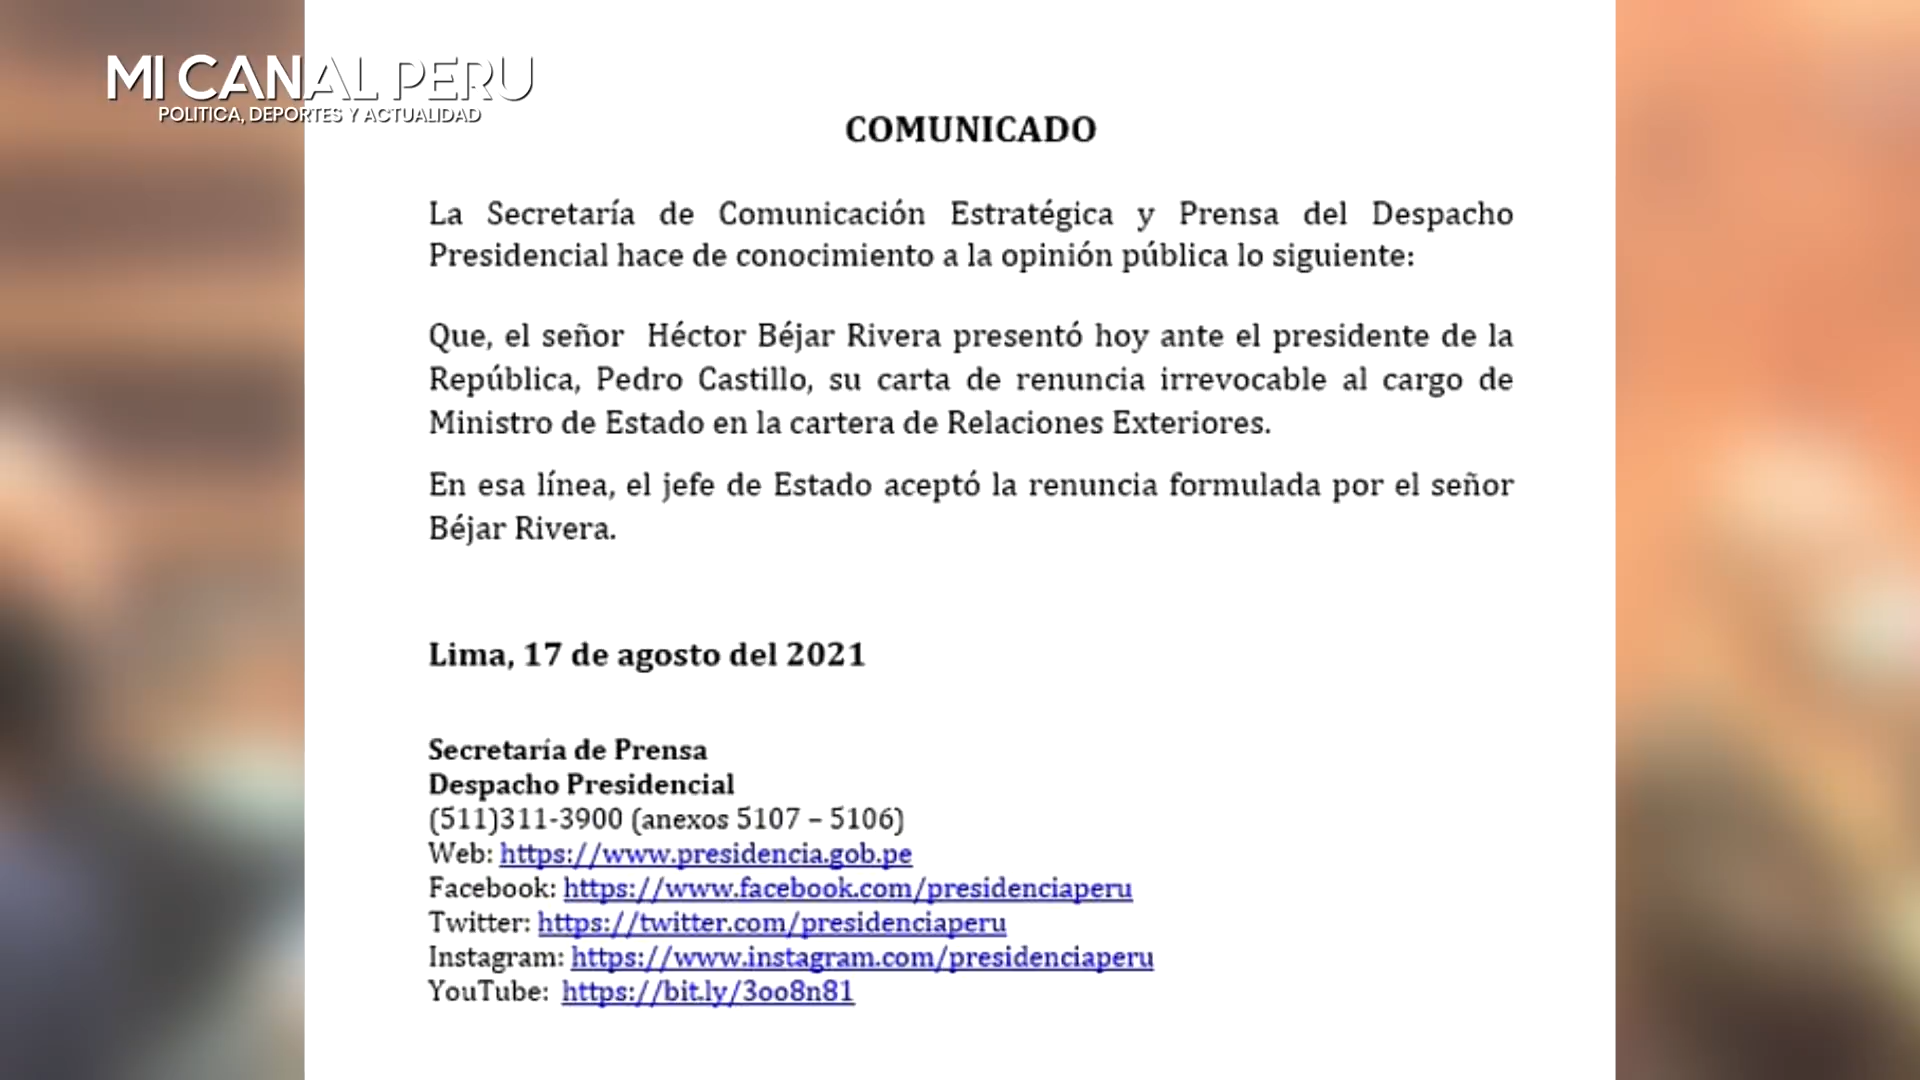 MI CANAL PERU
POLITICA, DEPORTES Y ACTUALIDAD
COMUNICADO
La Secretaría de Comunicación Estratégica y Prensa del Despacho
Presidencial hace de conocimiento a la opinión pública lo siguiente:
Que, el señor Héctor Béjar Rivera presentó hoy ante el presidente de la
República, Pedro Castillo, su carta de renuncia irrevocable al cargo de
Ministro de Estado en la cartera de Relaciones Exteriores.
En esa línea, el jefe de Estado aceptó la renuncia formulada por el señor
Béjar Rivera.
Lima, 17 de agosto del 2021
Secretaría de Prensa
Despacho Presidencial
(511)311-3900 (anexos 5107 – 5106)
Web: https://www.presidencia.gob.pe
Facebook: https://www.facebook.com/presidenciaperu
Twitter: https://twitter.com/presidenciaperu
Instagram: https://www.instagram.com/presidenciaperu
YouTube: https://bit.ly/3oo8n81